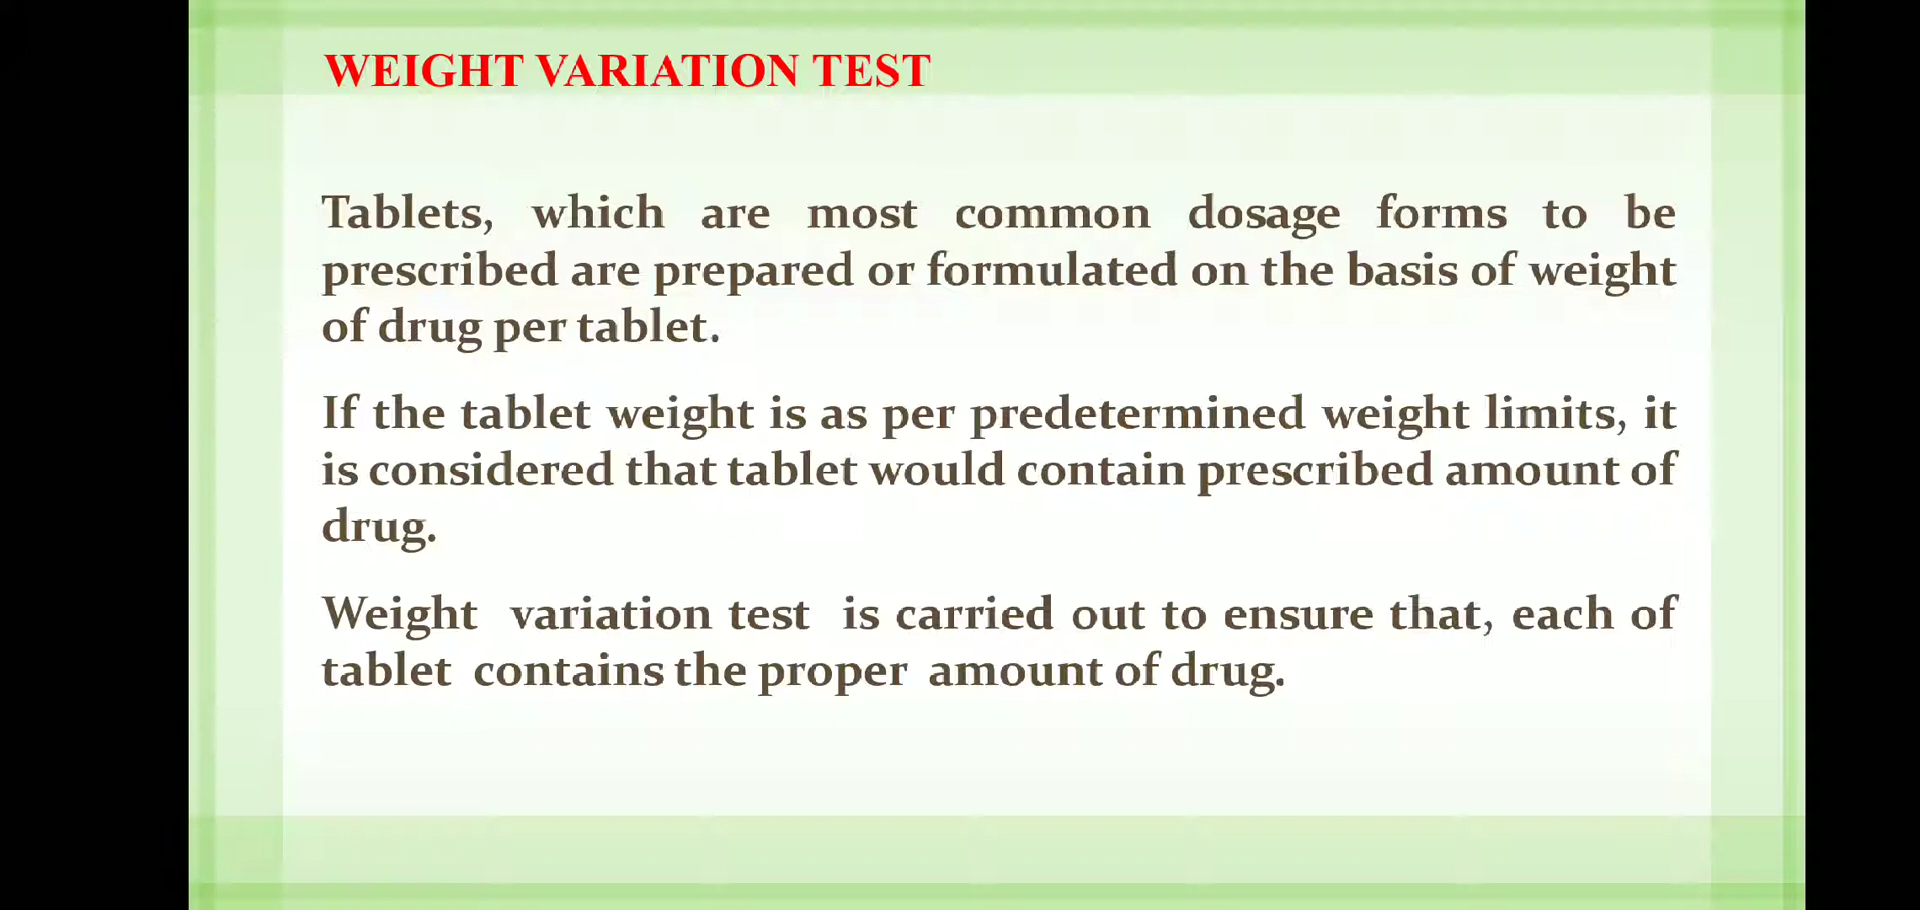 WEIGHT VARIATION TEST
Tablets, which are most common dosage forms to be
prescribed are prepared or formulated on the basis of weight
of drug per tablet.
If the tablet weight is as per predetermined weight limits, it
is considered that tablet would contain prescribed amount of
drug.
Weight variation test is carried out to ensure that, each of
tablet contains the proper amount of drug.